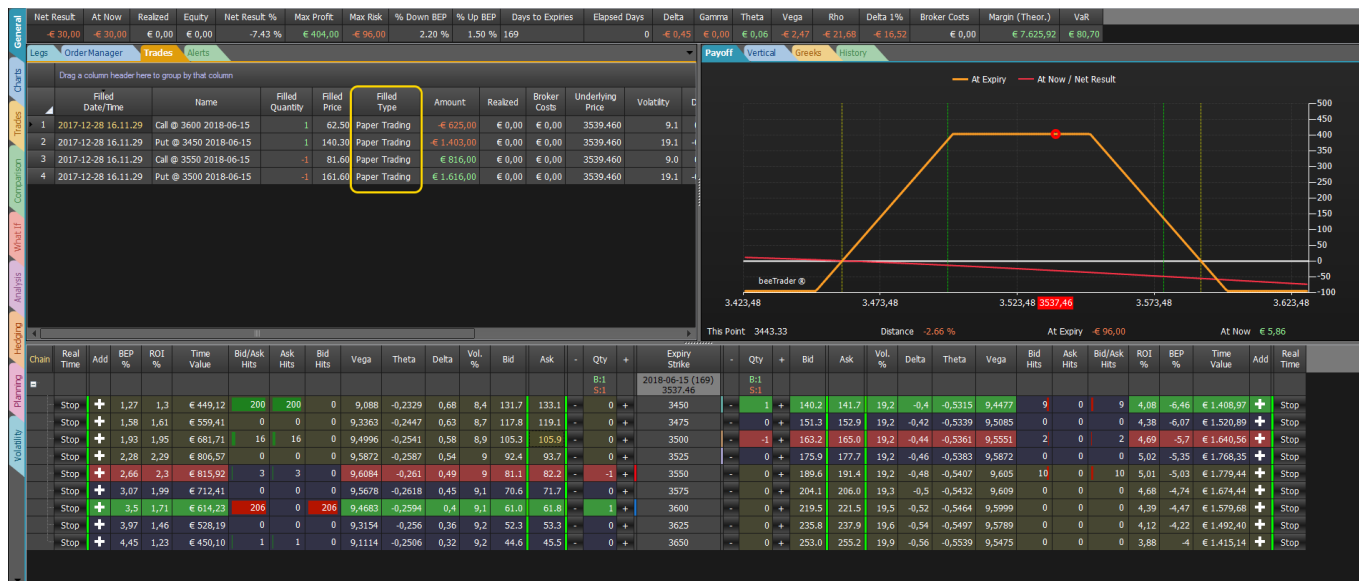 General
Charts
Trades
Comparison
What If
Analysis
Hedging
Planning
Volatility
Net Result At Now Realized Equity Net Result % Max Profit Max Risk % Down BEP % Up BEP Days to Expiries Elapsed Days Delta Gamma Theta Vega Rho Delta 1% Broker Costs Margin (Theor.) VaR
-€ 30,00 -€ 30,00 € 0,00 € 0,00 -7.43 % € 404,00 -€ 96,00 2.20 % 1.50 % 169 0 -€ 0,45 € 0,00 € 0,06 -€ 2,47 -€ 21,68 -€ 16,52 € 0,00 € 7.625,92 € 80,70
Legs OrderManager Trades Alerts
Drag a column header here to group by that column
Filled Date/Time Name Filled Quantity Filled Price Filled Type Amount Realized Broker Costs Underlying Price Volatility D
1 2017-12-28 16.11.29 Call @ 3600 2018-06-15 1 62.50 Paper Trading -€ 625,00 € 0,00 € 0,00 3539.460 9.1
2 2017-12-28 16.11.29 Put @ 3450 2018-06-15 1 140.30 Paper Trading -€ 1.403,00 € 0,00 € 0,00 3539.460 19.1
3 2017-12-28 16.11.29 Call @ 3550 2018-06-15 -1 81.60 Paper Trading € 816,00 € 0,00 € 0,00 3539.460 9.0
4 2017-12-28 16.11.29 Put @ 3500 2018-06-15 -1 161.60 Paper Trading € 1.616,00 € 0,00 € 0,00 3539.460 19.1
Payoff Vertical Greeks History
At Expiry At Now / Net Result
500
450
400
350
300
250
200
150
100
50
0
-50
-100
beeTrader ®
3.423,48 3.473,48 3.523,48 3537,46 3.573,48 3.623,48
This Point 3443.33 Distance -2.66 % At Expiry -€ 96,00 At Now € 5,86
Chain Real Time Add BEP % ROI % Time Value Bid/Ask Hits Ask Hits Bid Hits Vega Theta Delta Vol. % Bid Ask - Qty + Expiry Strike - Qty + Bid Ask Vol. % Delta Theta Vega Bid Hits Ask Hits Bid/Ask Hits ROI % BEP % Time Value Add Real Time
B:1 S:1 2018-06-15 (169) 3537.46 B:1 S:1
Stop + 1,27 1,3 € 449,12 200 200 0 9,088 -0,2329 0,68 8,4 131.7 133.1 - 0 + 3450 - 1 + 140.2 141.7 19,2 -0,4 -0,5315 9,4477 9 0 9 4,08 -6,46 € 1.408,97 + Stop
Stop + 1,58 1,61 € 559,41 0 0 0 9,3363 -0,2447 0,63 8,7 117.8 119.1 - 0 + 3475 - 0 + 151.3 152.9 19,2 -0,42 -0,5339 9,5085 0 0 0 4,38 -6,07 € 1.520,89 + Stop
Stop + 1,93 1,95 € 681,71 16 16 0 9,4996 -0,2541 0,58 8,9 105.3 105.9 - 0 + 3500 - -1 + 163.2 165.0 19,2 -0,44 -0,5361 9,5551 2 0 2 4,69 -5,7 € 1.640,56 + Stop
Stop + 2,28 2,29 € 806,57 0 0 0 9,5872 -0,2587 0,54 9 92.4 93.7 - 0 + 3525 - 0 + 175.9 177.7 19,2 -0,46 -0,5383 9,5872 0 0 0 5,02 -5,35 € 1.768,35 + Stop
Stop + 2,66 2,3 € 815,92 3 3 0 9,6084 -0,261 0,49 9 81.1 82.2 - -1 + 3550 - 0 + 189.6 191.4 19,2 -0,48 -0,5407 9,605 10 0 10 5,01 -5,03 € 1.779,44 + Stop
Stop + 3,07 1,99 € 712,41 0 0 0 9,5678 -0,2618 0,45 9,1 70.6 71.7 - 0 + 3575 - 0 + 204.1 206.0 19,3 -0,5 -0,5432 9,609 0 0 0 4,68 -4,74 € 1.674,44 + Stop
Stop + 3,5 1,71 € 614,23 206 0 206 9,4683 -0,2594 0,4 9,1 61.0 61.8 - 1 + 3600 - 0 + 219.5 221.5 19,5 -0,52 -0,5464 9,5999 0 0 0 4,39 -4,47 € 1.579,68 + Stop
Stop + 3,97 1,46 € 528,19 0 0 0 9,3154 -0,256 0,36 9,2 52.3 53.3 - 0 + 3625 - 0 + 235.8 237.9 19,6 -0,54 -0,5497 9,5789 0 0 0 4,12 -4,22 € 1.492,40 + Stop
Stop + 4,45 1,23 € 450,10 1 1 0 9,1114 -0,2506 0,32 9,2 44.6 45.5 - 0 + 3650 - 0 + 253.0 255.2 19,9 -0,56 -0,5539 9,5475 0 0 0 3,88 -4 € 1.415,14 + Stop